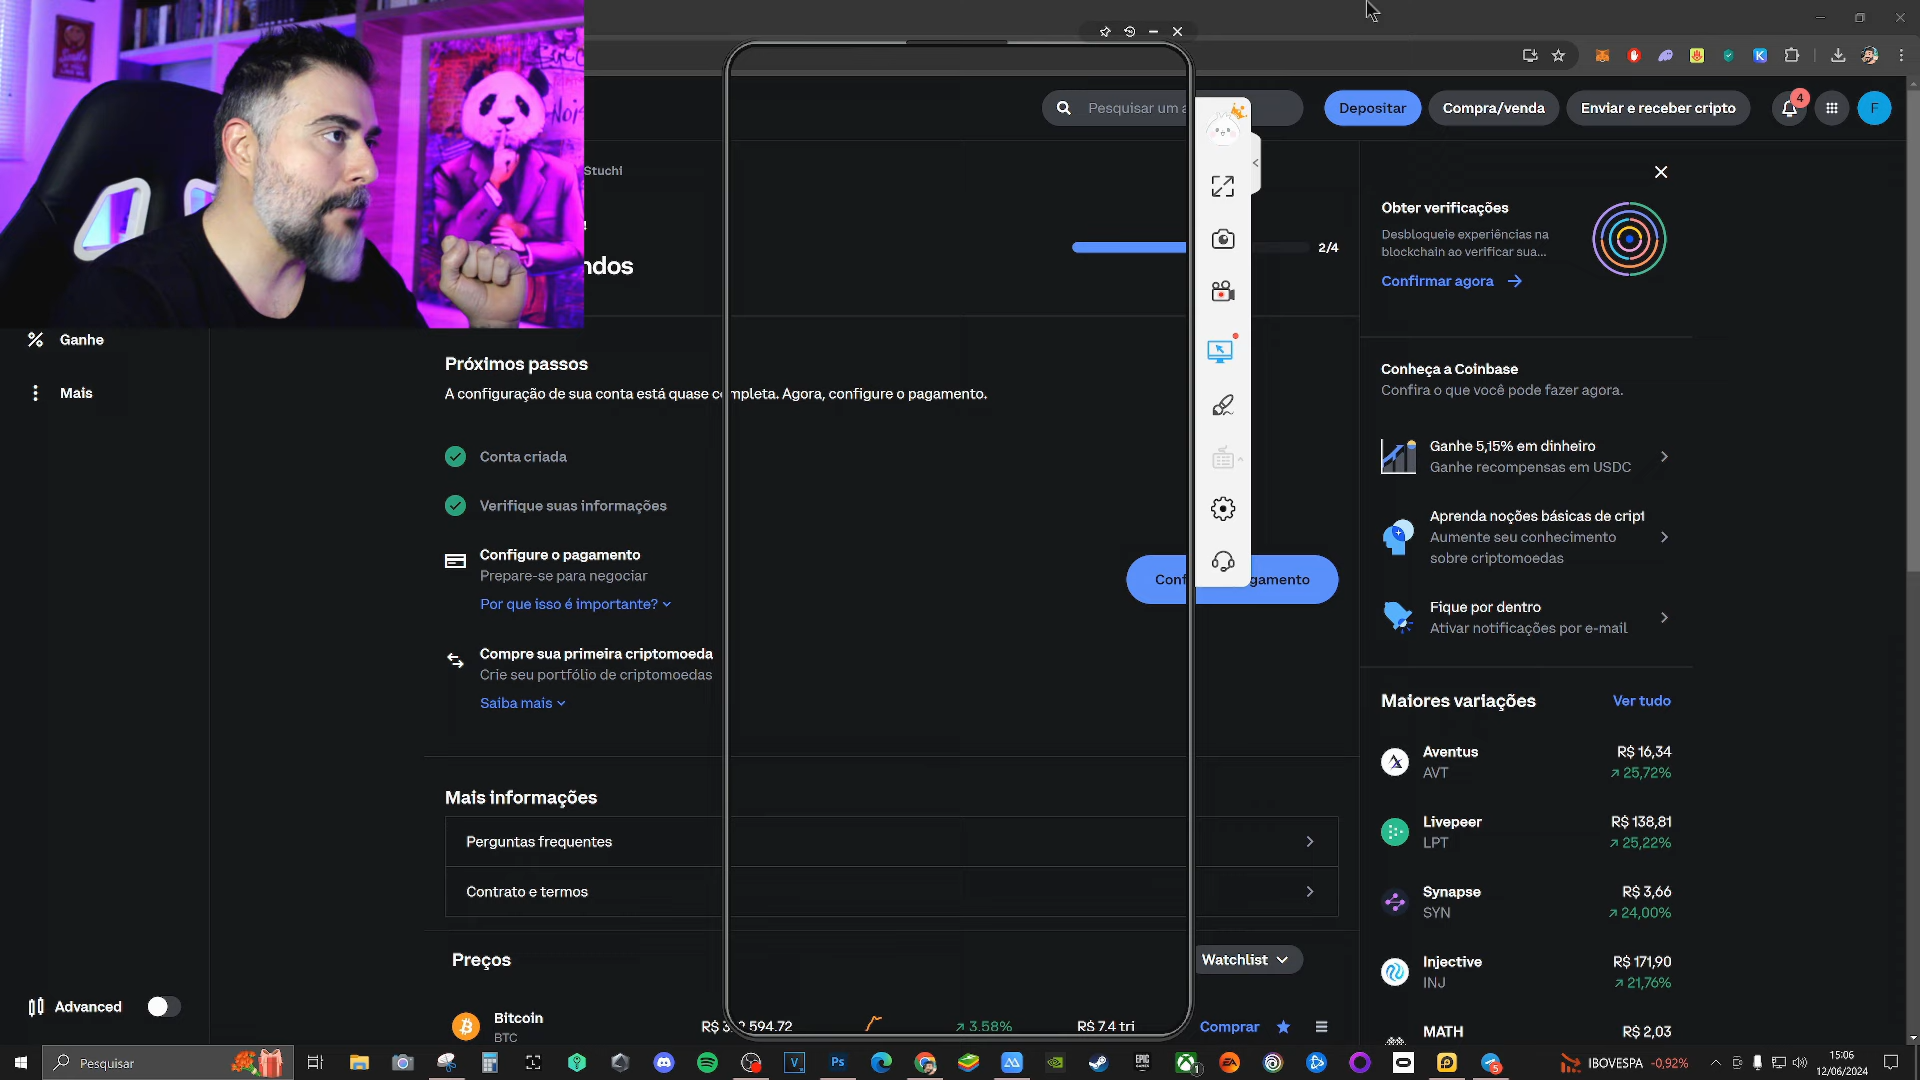 Pesquisar um a
Depositar
Compra/venda
Enviar e receber cripto
4
F
Stuchi
ndos
2/4
Obter verificações
Desbloqueie experiências na
blockchain ao verificar sua...
Confirmar agora
Ganhe
Mais
Próximos passos
A configuração de sua conta está quase completa. Agora, configure o pagamento.
Conta criada
Verifique suas informações
Configure o pagamento
Prepare-se para negociar
Por que isso é importante?
Conf
gamento
Compre sua primeira criptomoeda
Crie seu portfólio de criptomoedas
Saiba mais
Conheça a Coinbase
Confira o que você pode fazer agora.
Ganhe 5,15% em dinheiro
Ganhe recompensas em USDC
Aprenda noções básicas de cript
Aumente seu conhecimento
sobre criptomoedas
Fique por dentro
Ativar notificações por e-mail
Maiores variações
Ver tudo
Aventus
R$ 16,34
AVT
25,72%
Livepeer
R$ 138,81
LPT
25,22%
Synapse
R$ 3,66
SYN
24,00%
Injective
R$ 171,90
INJ
21,76%
MATH
R$ 2,03
Mais informações
Perguntas frequentes
Contrato e termos
Preços
Watchlist
Advanced
Bitcoin
BTC
3.58%
R$ 7.4 tri
Comprar
Pesquisar
IBOVESPA -0,92%
15:06
12/06/2024